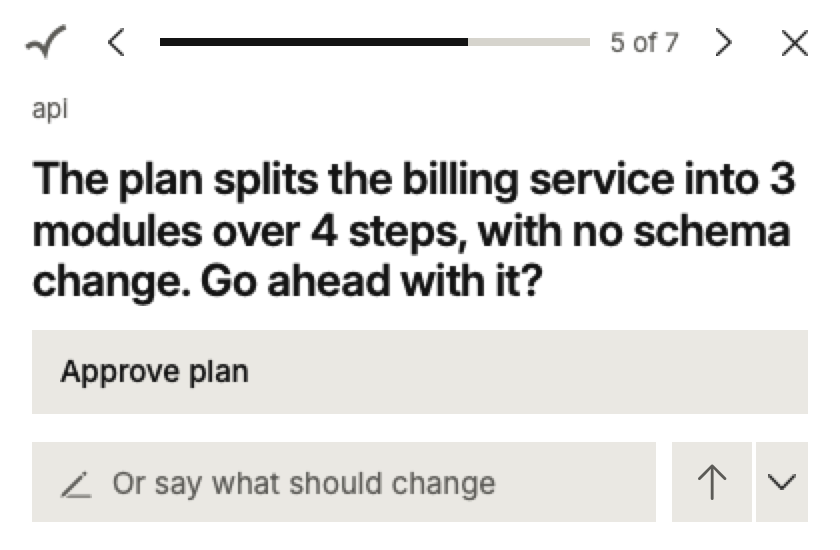 5 of 7
api
The plan splits the billing service into 3
modules over 4 steps, with no schema
change. Go ahead with it?
Approve plan
Or say what should change